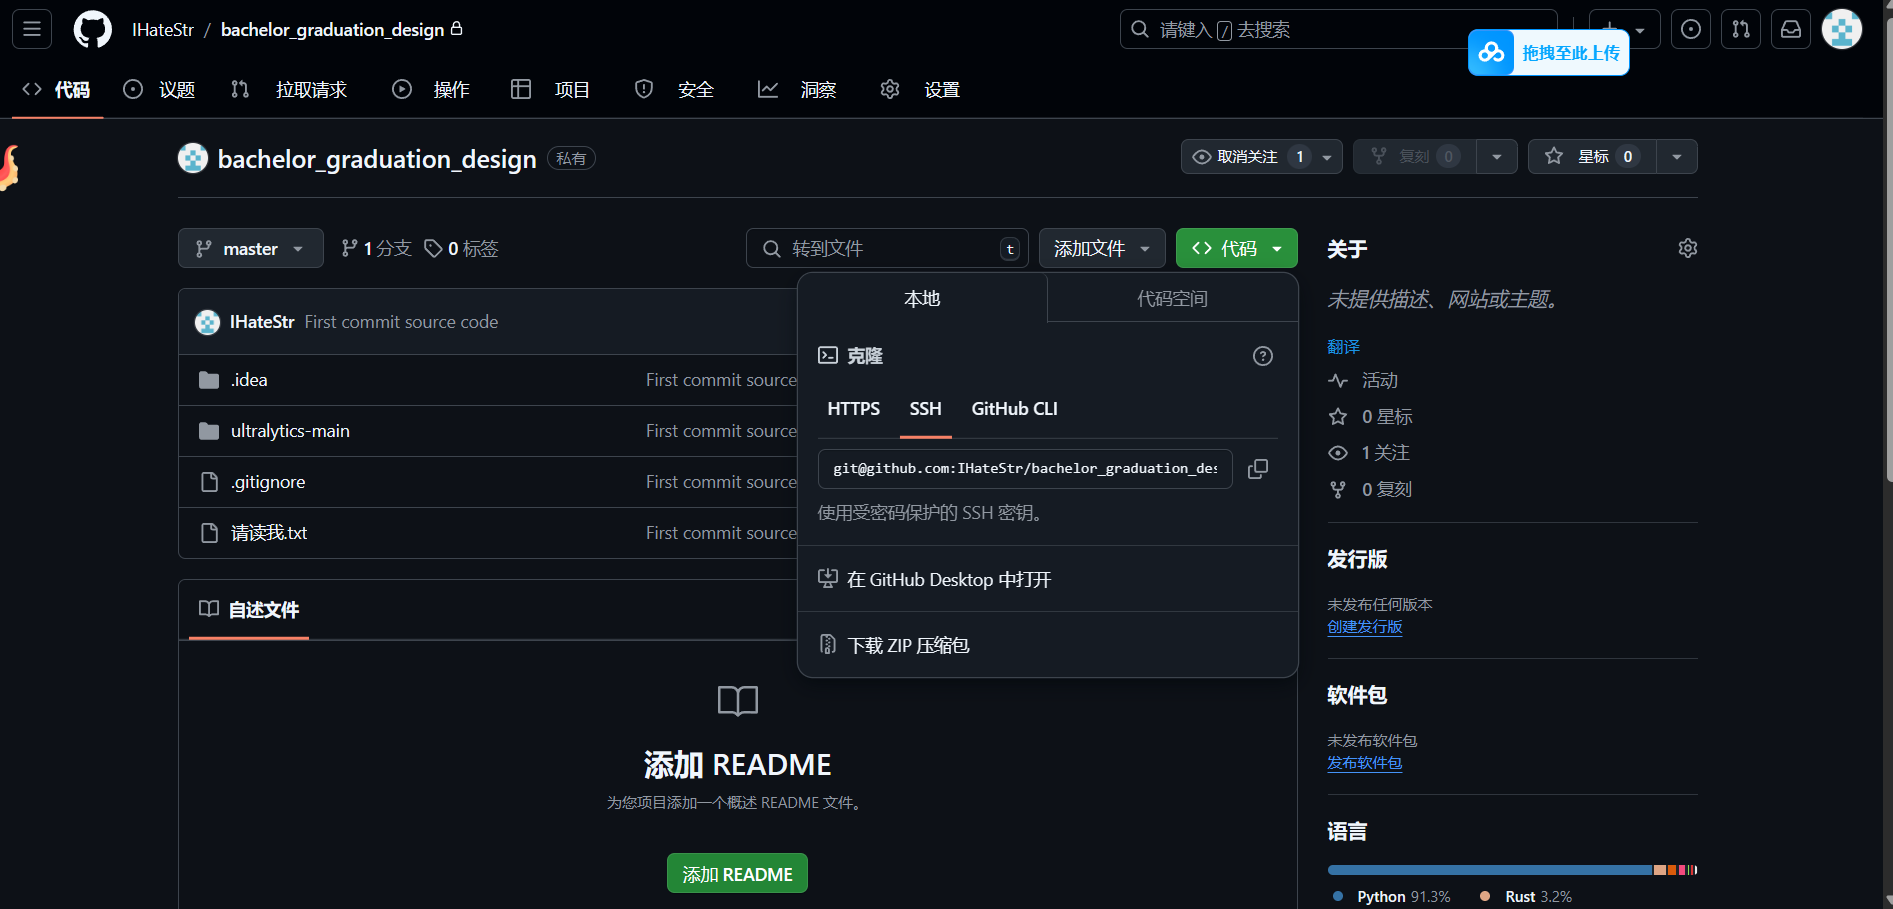 IHateStr / bachelor_graduation_design
请键入 / 去搜索
拖拽至此上传
代码
议题
拉取请求
操作
项目
安全
洞察
设置
bachelor_graduation_design 私有
取消关注 1
复刻 0
星标 0
master
1 分支
0 标签
转到文件 t
添加文件
代码
IHateStr First commit source code
.idea First commit source
ultralytics-main First commit source
.gitignore First commit source
请读我.txt First commit source
自述文件
添加 README
为您项目添加一个概述 README 文件。
添加 README
本地
代码空间
克隆
HTTPS SSH GitHub CLI
git@github.com:IHateStr/bachelor_graduation_des
使用受密码保护的 SSH 密钥。
在 GitHub Desktop 中打开
下载 ZIP 压缩包
关于
未提供描述、网站或主题。
翻译
活动
0 星标
1 关注
0 复刻
发行版
未发布任何版本
创建发行版
软件包
未发布软件包
发布软件包
语言
Python 91.3% Rust 3.2%